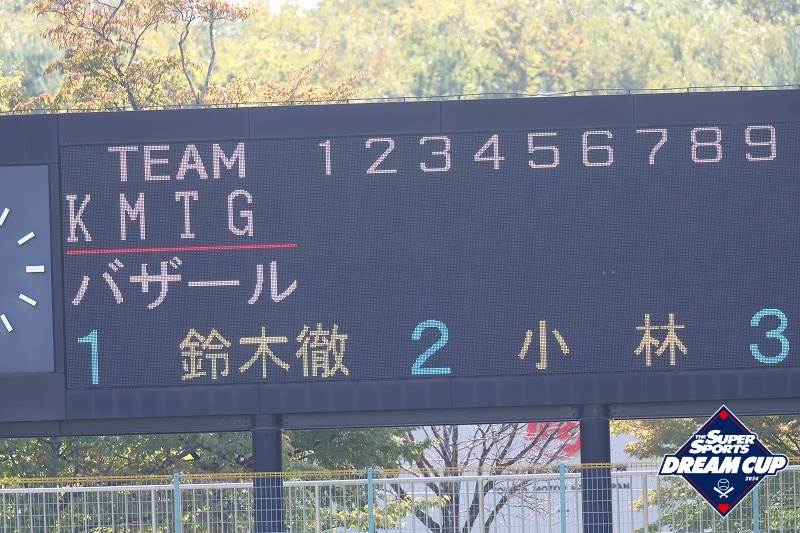 TEAM 1 2 3 4 5 6 7 8 9
KMTG
バザール
1 鈴木徹 2 小林 3
THE SUPER
SPORTS
DREAM CUP
2024